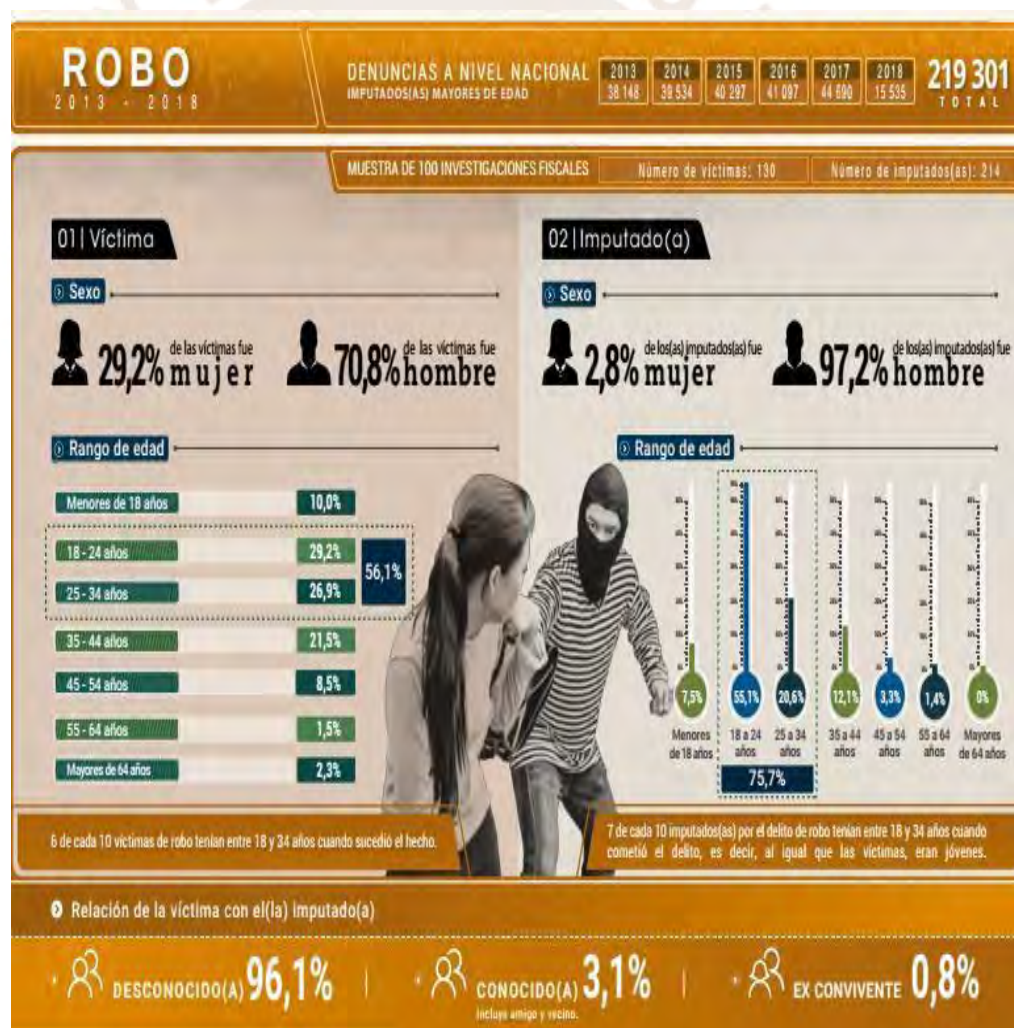 ROBO
2013 - 2018
DENUNCIAS A NIVEL NACIONAL
IMPUTADOS(AS) MAYORES DE EDAD
2013 2014 2015 2016 2017 2018
38 148 39 534 40 297 41 097 44 690 15 535
219 301
TOTAL
MUESTRA DE 100 INVESTIGACIONES FISCALES
Número de víctimas: 130
Número de imputados(as): 214
01 | Víctima
Sexo
29,2% de las víctimas fue mujer
70,8% de las víctimas fue hombre
Rango de edad
Menores de 18 años 10,0%
18 - 24 años 29,2%
25 - 34 años 26,9%
56,1%
35 - 44 años 21,5%
45 - 54 años 8,5%
55 - 64 años 1,5%
Mayores de 64 años 2,3%
6 de cada 10 víctimas de robo tenían entre 18 y 34 años cuando sucedió el hecho.
02 | Imputado(a)
Sexo
2,8% de los(as) imputados(as) fue mujer
97,2% de los(as) imputados(as) fue hombre
Rango de edad
7,5% 55,1% 20,6% 12,1% 3,3% 1,4% 0%
Menores 18 a 24 25 a 34 35 a 44 45 a 54 55 a 64 Mayores
de 18 años años años años años años de 64 años
75,7%
7 de cada 10 imputados(as) por el delito de robo tenían entre 18 y 34 años cuando
cometió el delito, es decir, al igual que las víctimas, eran jóvenes.
Relación de la víctima con el(la) imputado(a)
DESCONOCIDO(A) 96,1%
CONOCIDO(A) 3,1%
Incluye amigo y vecino.
EX CONVIVENTE 0,8%